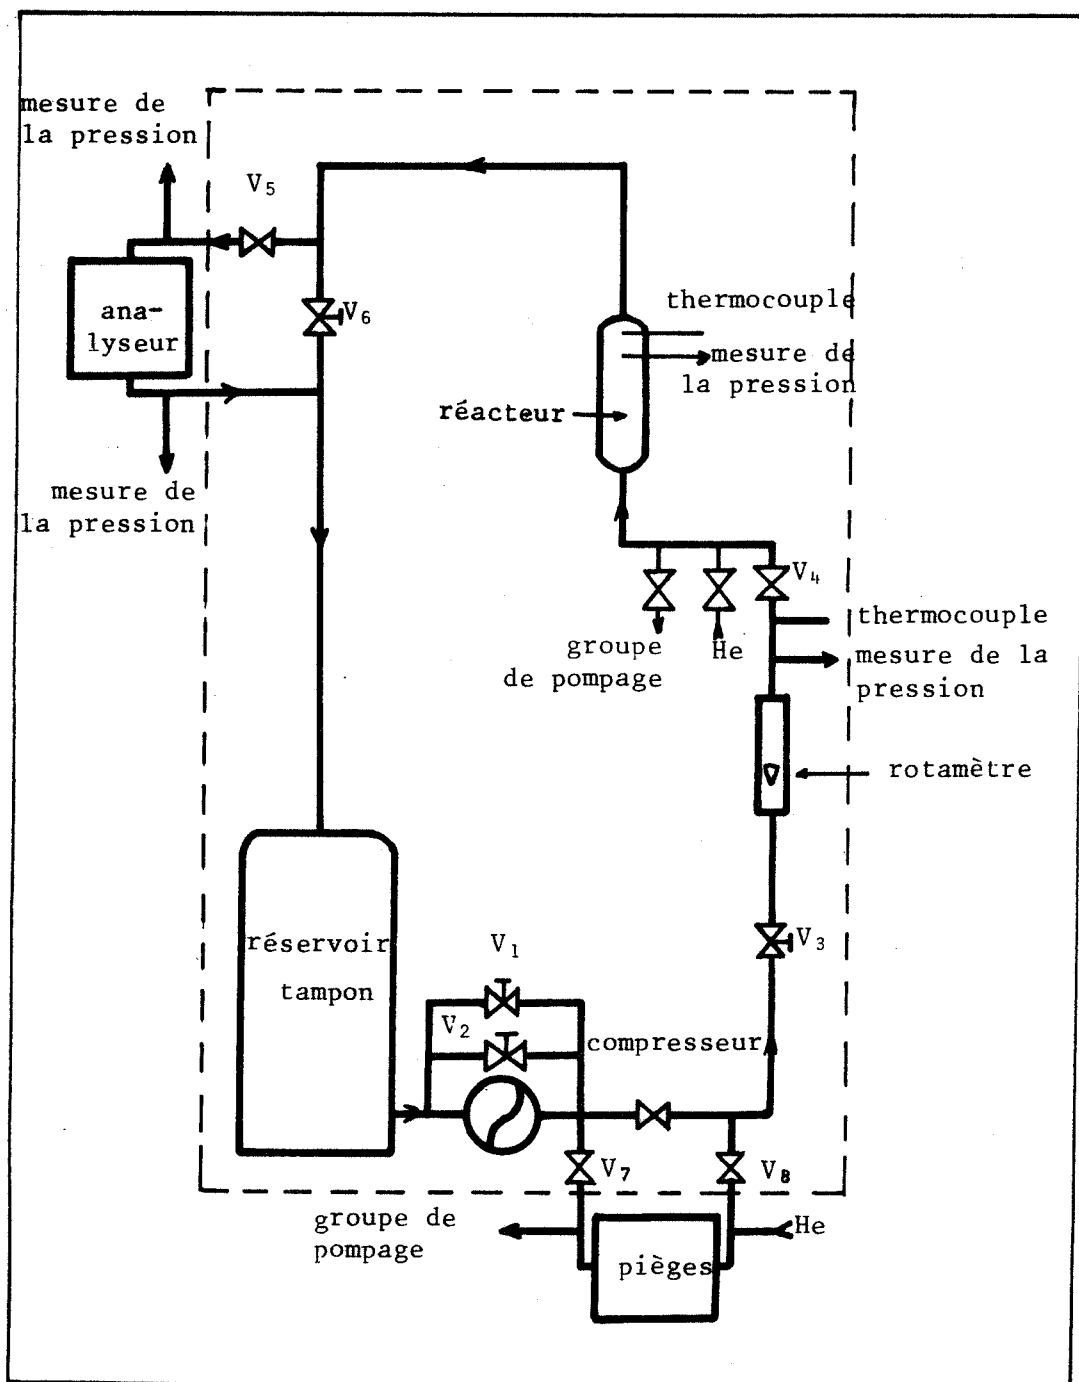 mesure de
la pression
V5
ana-
lyseur
V6
thermocouple
mesure de
la pression
réacteur
mesure de
la pression
V4
thermocouple
groupe
de pompage
He
mesure de la
pression
rotamètre
réservoir
tampon
V1
V2
V3
compresseur
V7
V8
groupe de
pompage
He
pièges